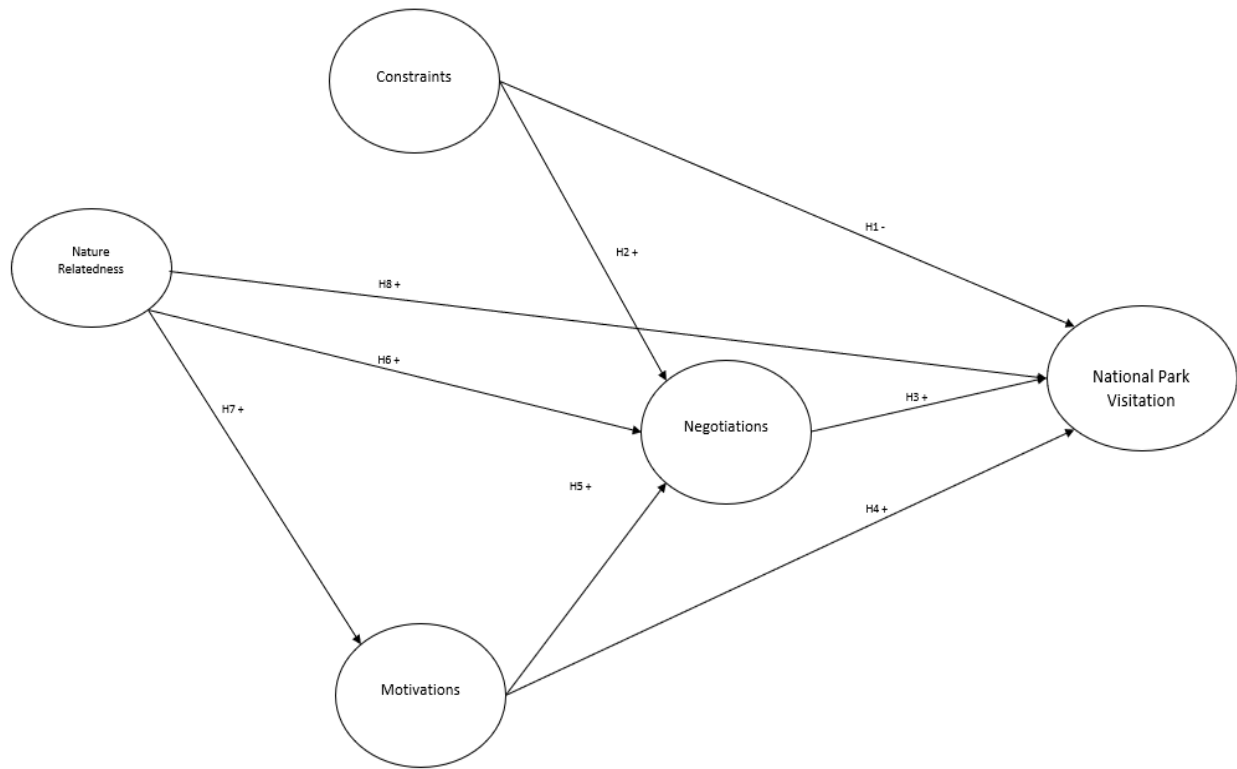 Constraints
H1 -
Nature
Relatedness
H2 +
H8 +
H6 +
National Park
Visitation
H3 +
H7 +
Negotiations
H5 +
H4 +
Motivations